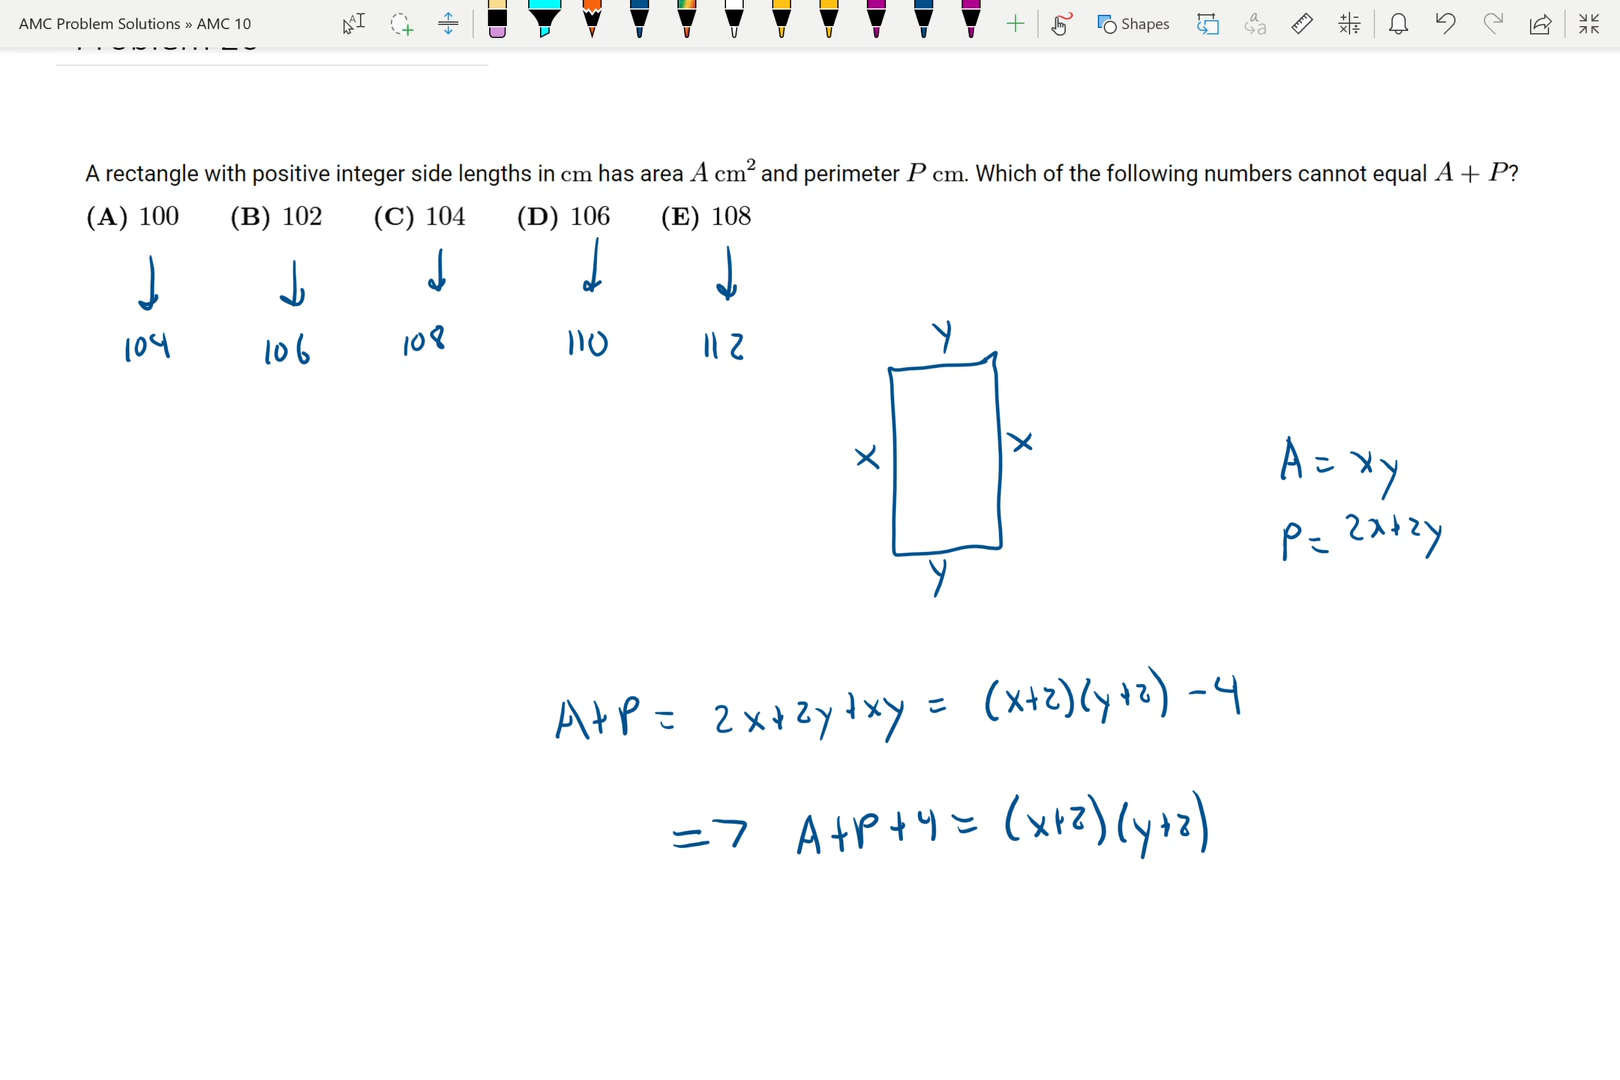 AMC Problem Solutions » AMC 10
Shapes
A rectangle with positive integer side lengths in cm has area A cm² and perimeter P cm. Which of the following numbers cannot equal A + P?
(A) 100 (B) 102 (C) 104 (D) 106 (E) 108
↓ ↓ ↓ ↓ ↓
104 106 108 110 112
y
x x
y
A = xy
P = 2x+2y
A+P = 2x+2y+xy = (x+2)(y+2) -4
=> A+P+4 = (x+2)(y+2)